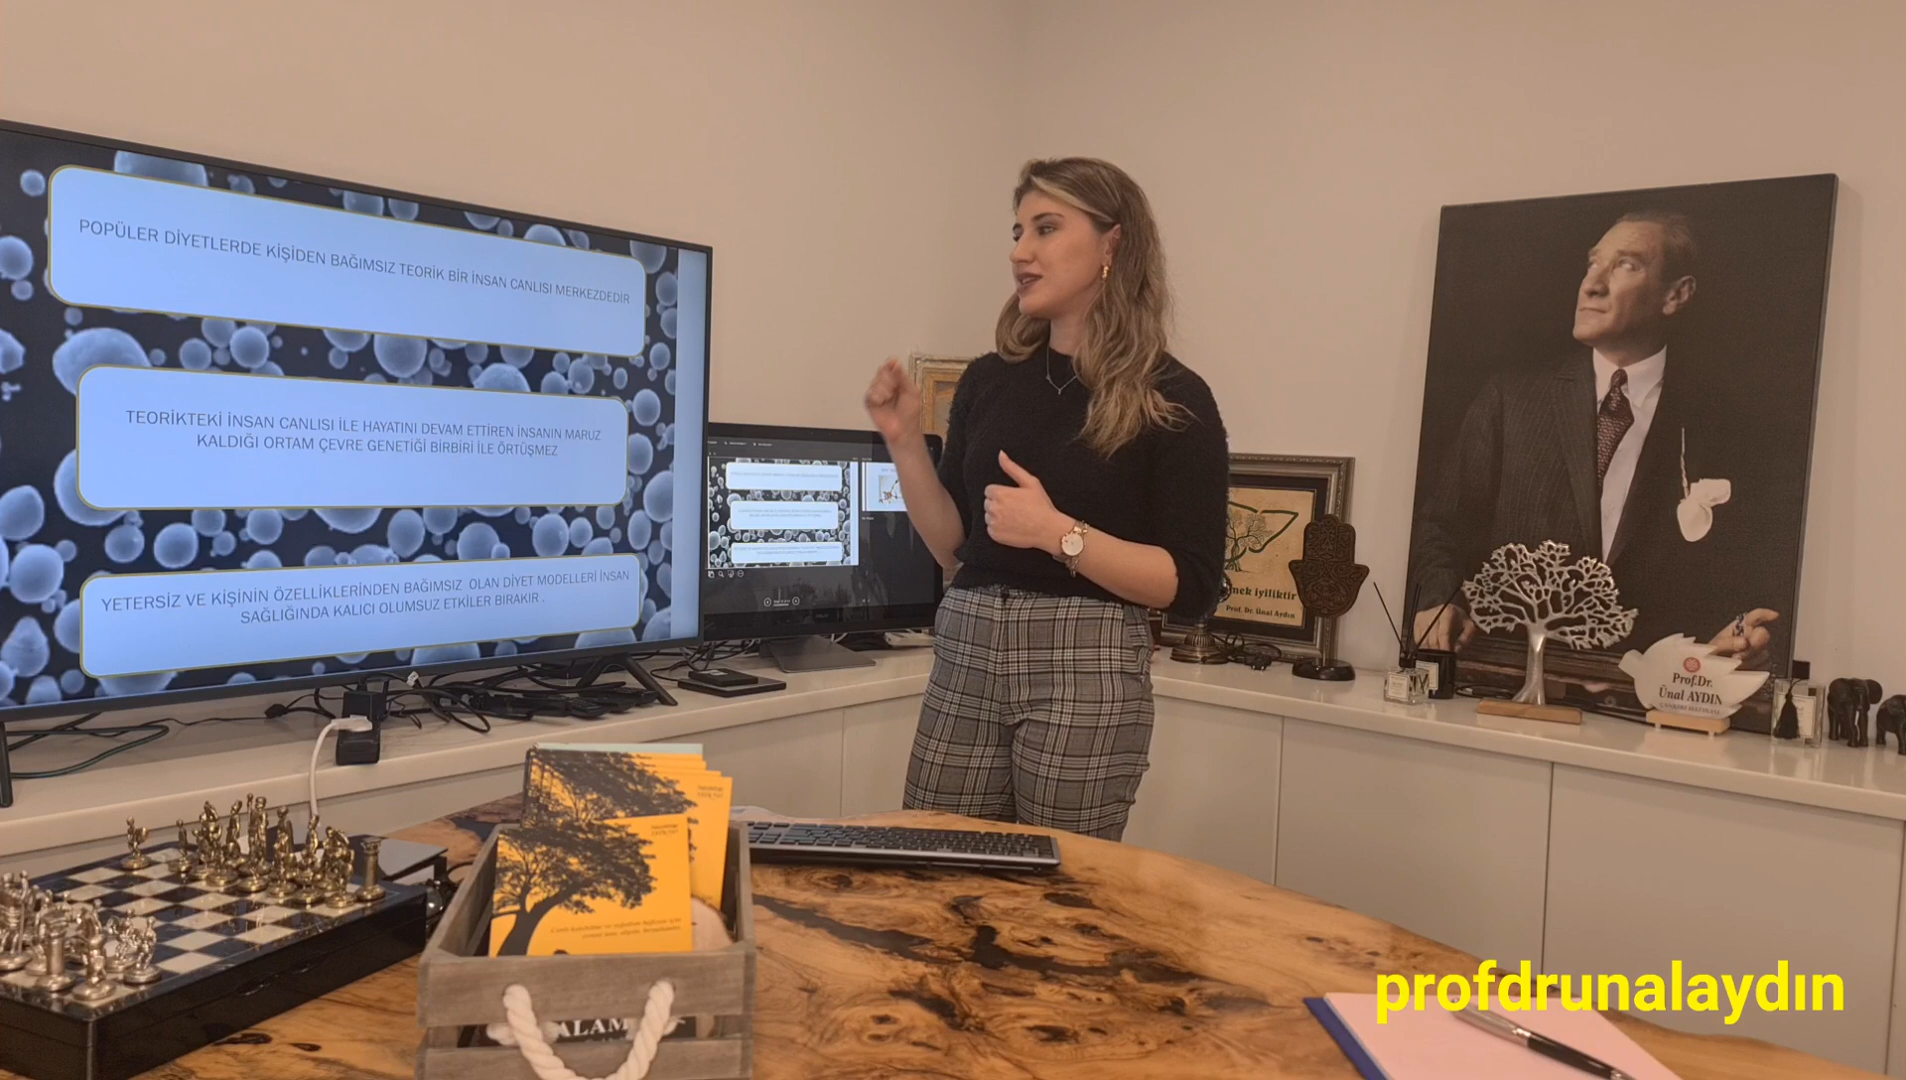 POPÜLER DİYETLERDE KİŞİDEN BAĞIMSIZ TEORİK BİR İNSAN CANLISI MERKEZDEDİR
TEORİKTEKİ İNSAN CANLISI İLE HAYATINI DEVAM ETTİREN İNSANIN MARUZ
KALDIĞI ORTAM ÇEVRE GENETİĞİ BİRBİRİ İLE ÖRTÜŞMEZ
YETERSİZ VE KİŞİNİN ÖZELLİKLERİNDEN BAĞIMSIZ OLAN DİYET MODELLERİ İNSAN
SAĞLIĞINDA KALICI OLUMSUZ ETKİLER BIRAKIR .
mek iyiliktir
Prof. Dr. Ünal Aydın
Prof.Dr.
Ünal AYDIN
ALAM
profdrunalaydın